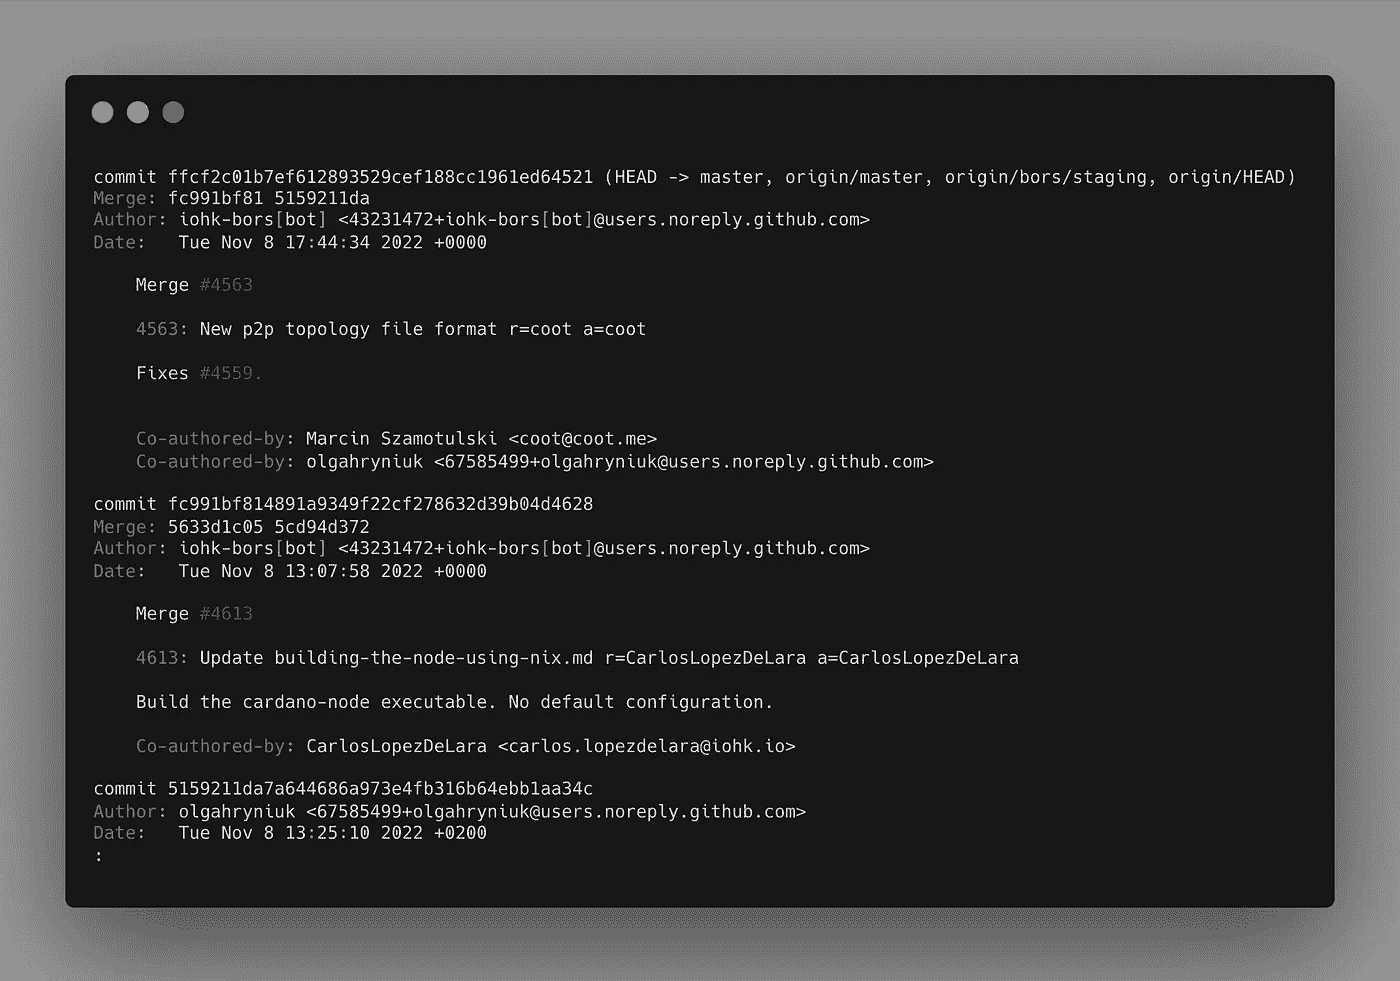 commit ffcf2c01b7ef612893529cef188cc1961ed64521 (HEAD -> master, origin/master, origin/bors/staging, origin/HEAD)
Merge: fc991bf81 5159211da
Author: iohk-bors[bot] <43231472+iohk-bors[bot]@users.noreply.github.com>
Date:   Tue Nov 8 17:44:34 2022 +0000
    Merge #4563
    4563: New p2p topology file format r=coot a=coot
    Fixes #4559.
    Co-authored-by: Marcin Szamotulski <coot@coot.me>
    Co-authored-by: olgahryniuk <67585499+olgahryniuk@users.noreply.github.com>
commit fc991bf814891a9349f22cf278632d39b04d4628
Merge: 5633d1c05 5cd94d372
Author: iohk-bors[bot] <43231472+iohk-bors[bot]@users.noreply.github.com>
Date:   Tue Nov 8 13:07:58 2022 +0000
    Merge #4613
    4613: Update building-the-node-using-nix.md r=CarlosLopezDeLara a=CarlosLopezDeLara
    Build the cardano-node executable. No default configuration.
    Co-authored-by: CarlosLopezDeLara <carlos.lopezdelara@iohk.io>
commit 5159211da7a644686a973e4fb316b64ebb1aa34c
Author: olgahryniuk <67585499+olgahryniuk@users.noreply.github.com>
Date:   Tue Nov 8 13:25:10 2022 +0200
: